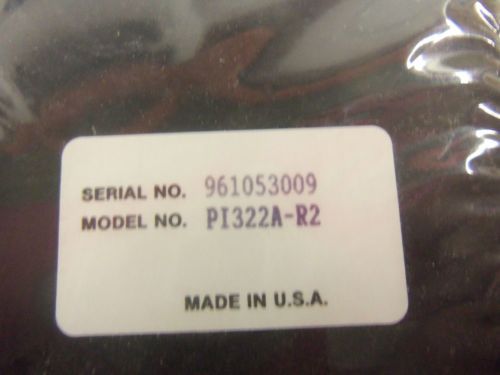 SERIAL NO. 961053009
MODEL NO. PI322A-R2
MADE IN U.S.A.